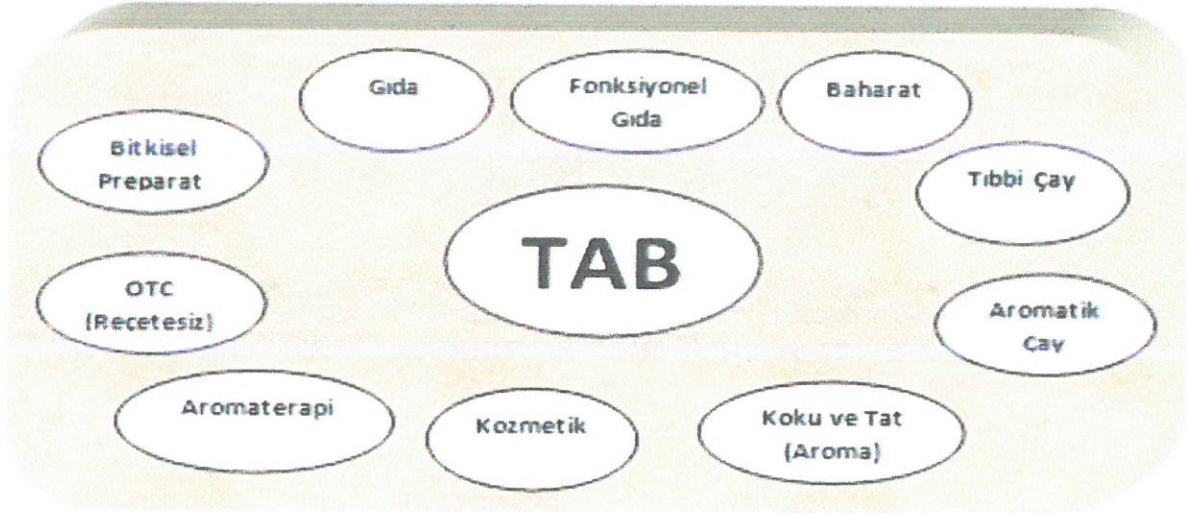 Gıda
Fonksiyonel
Gıda
Baharat
Bitkisel
Preparat
Tıbbi Çay
TAB
OTC
(Reçetesiz)
Aromatik
Çay
Aromaterapi
Kozmetik
Koku ve Tat
(Aroma)